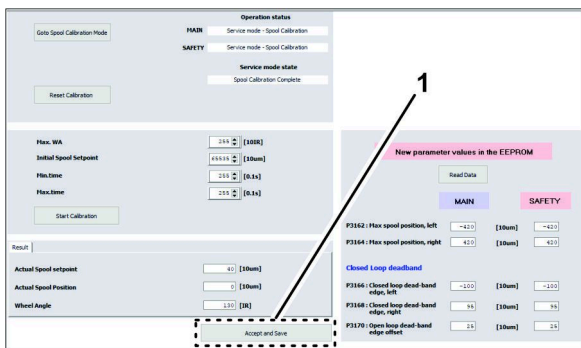 Operation status
Goto Spool Calibration Mode
MAIN Service mode - Spool Calibration
SAFETY Service mode - Spool Calibration
Service mode state
Spool Calibration Complete
Reset Calibration
1
Max. WA 255 [10IR]
Initial Spool Setpoint 65535 [10um]
Min.time 255 [0.1s]
Max.time 255 [0.1s]
Start Calibration
Result
Actual Spool setpoint 40 [10um]
Actual Spool Position 0 [10um]
Wheel Angle 130 [IR]
Accept and Save
New parameter values in the EEPROM
Read Data
MAIN SAFETY
P3162 : Max spool position, left -420 [10um] -420
P3164 : Max spool position, right 420 [10um] 420
Closed Loop deadband
P3166 : Closed loop dead-band edge, left -100 [10um] -100
P3168 : Closed loop dead-band edge, right 95 [10um] 95
P3170 : Open loop dead-band edge offset 25 [10um] 25